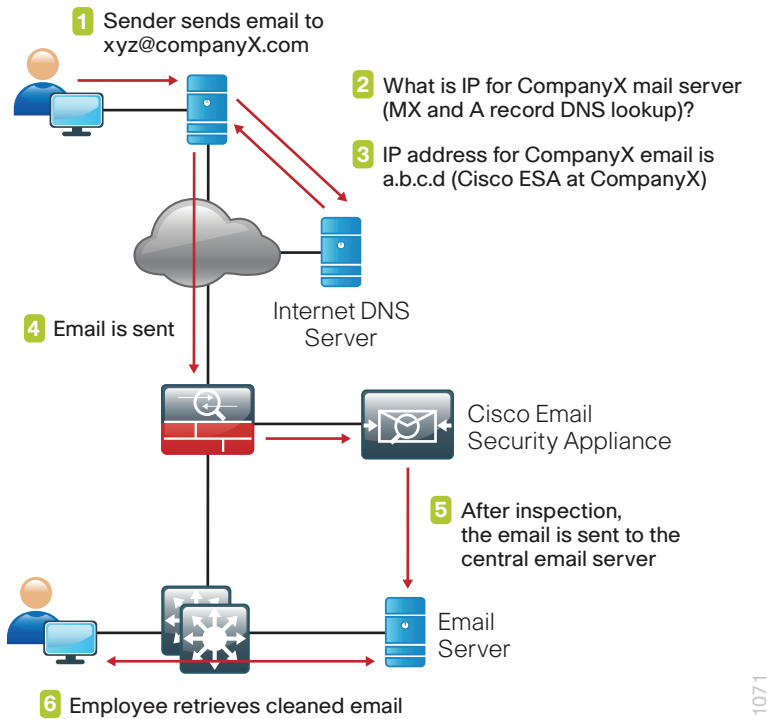 1 Sender sends email to
xyz@companyX.com
2 What is IP for CompanyX mail server
(MX and A record DNS lookup)?
3 IP address for CompanyX email is
a.b.c.d (Cisco ESA at CompanyX)
Internet DNS
Server
4 Email is sent
Cisco Email
Security Appliance
5 After inspection,
the email is sent to the
central email server
Email
Server
6 Employee retrieves cleaned email
1071